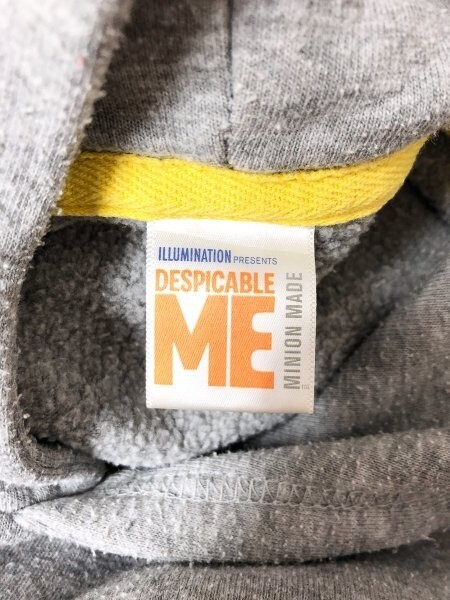 ILLUMINATION PRESENTS
DESPICABLE
ME
MINION MADE